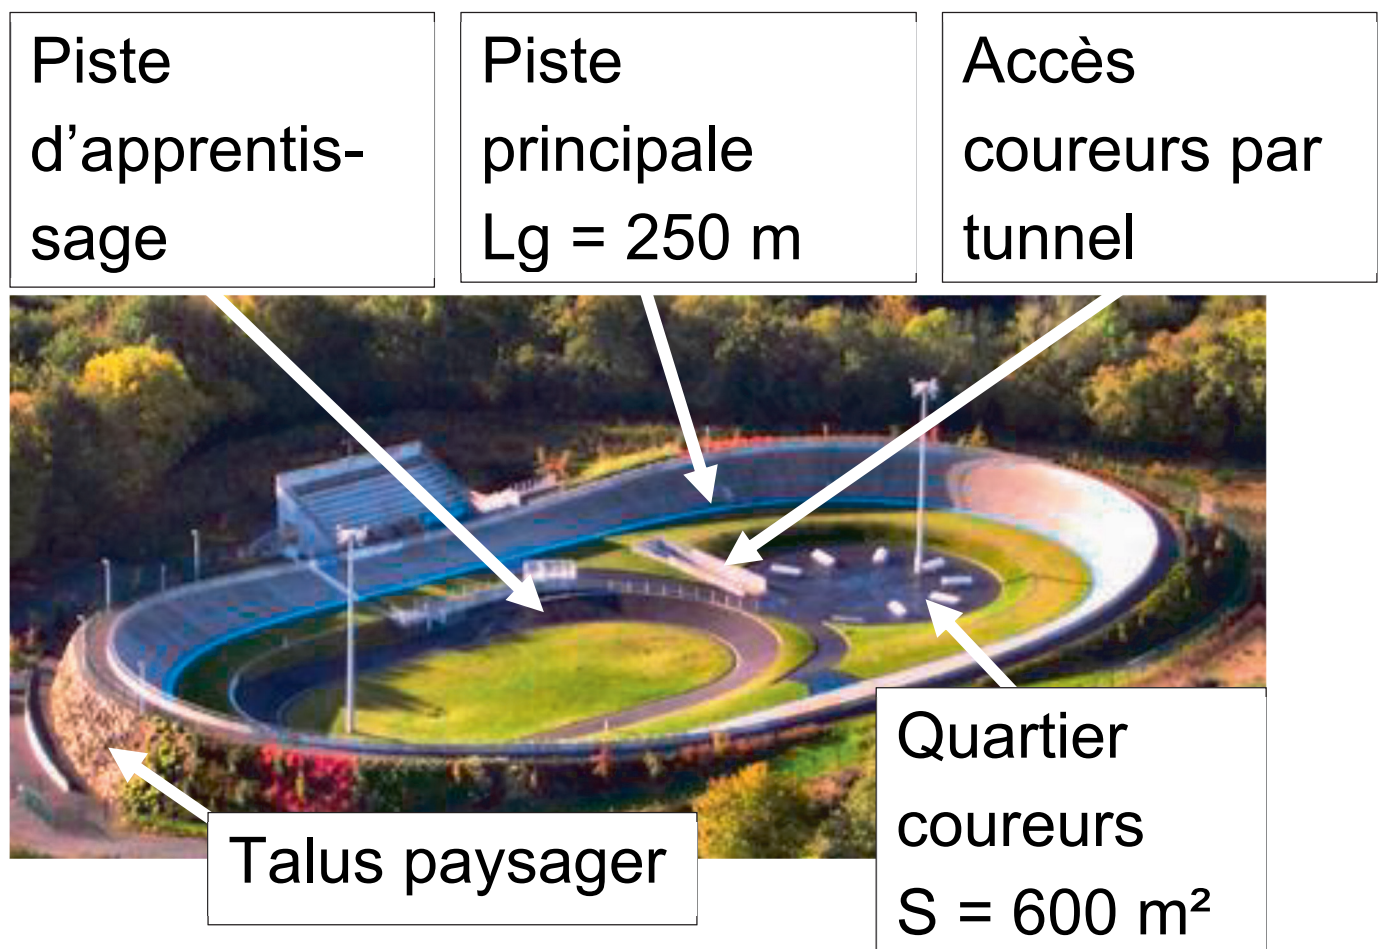 Piste
d’apprentis-
sage
Piste
principale
Lg = 250 m
Accès
coureurs par
tunnel
Quartier
coureurs
S = 600 m²
Talus paysager